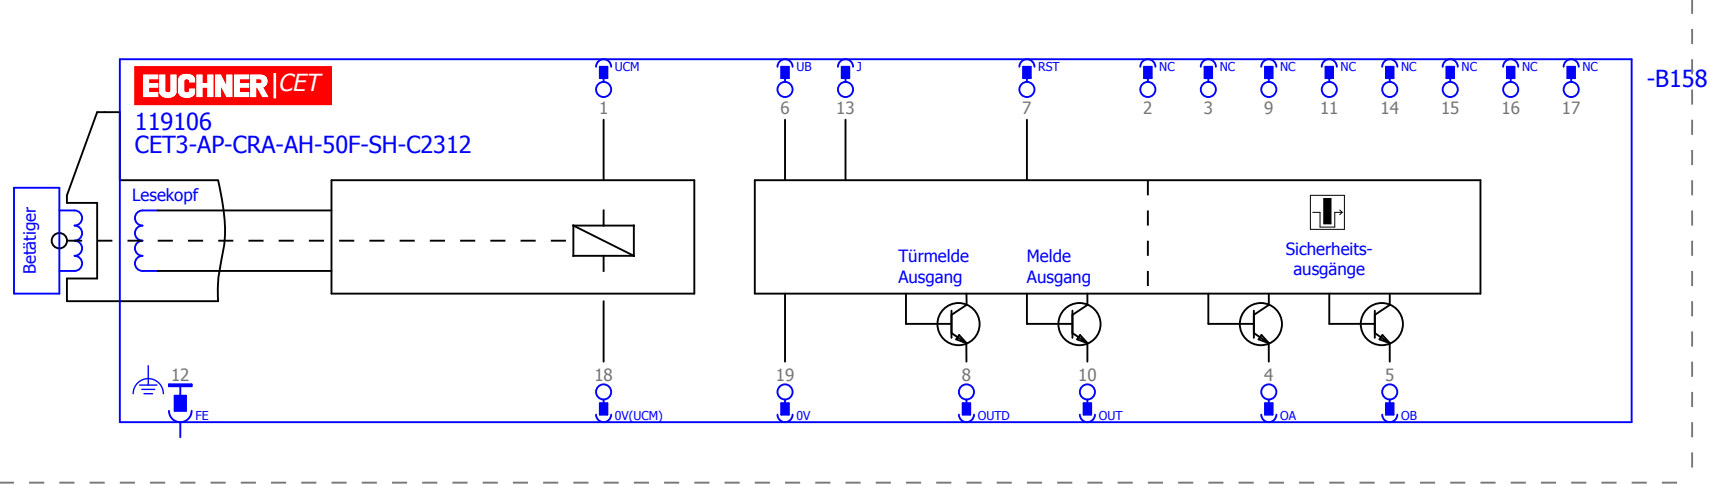 UCM
UB
J
RST
NC
NC
NC
NC
NC
NC
NC
NC
-B158
EUCHNER|CET
1
6
13
7
2
3
9
11
14
15
16
17
119106
CET3-AP-CRA-AH-50F-SH-C2312
Lesekopf
Betätiger
Türmelde
Ausgang
Melde
Ausgang
Sicherheits-
ausgänge
12
18
19
8
10
4
5
FE
0V(UCM)
0V
OUTD
OUT
OA
OB